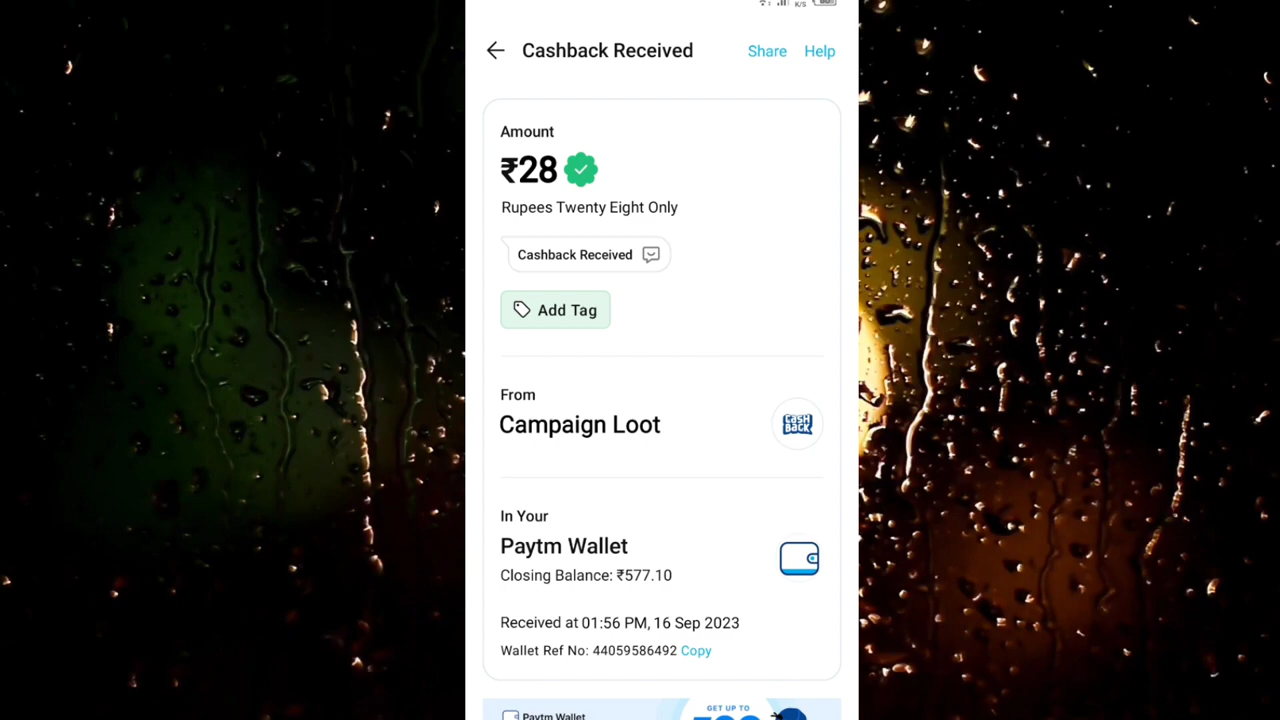 K/S
Cashback Received Share Help
Amount
₹28
Rupees Twenty Eight Only
Cashback Received
Add Tag
From
Campaign Loot
CASH
BACK
In Your
Paytm Wallet
Closing Balance: ₹577.10
Received at 01:56 PM, 16 Sep 2023
Wallet Ref No: 44059586492 Copy
GET UP TO
Paytm Wallet